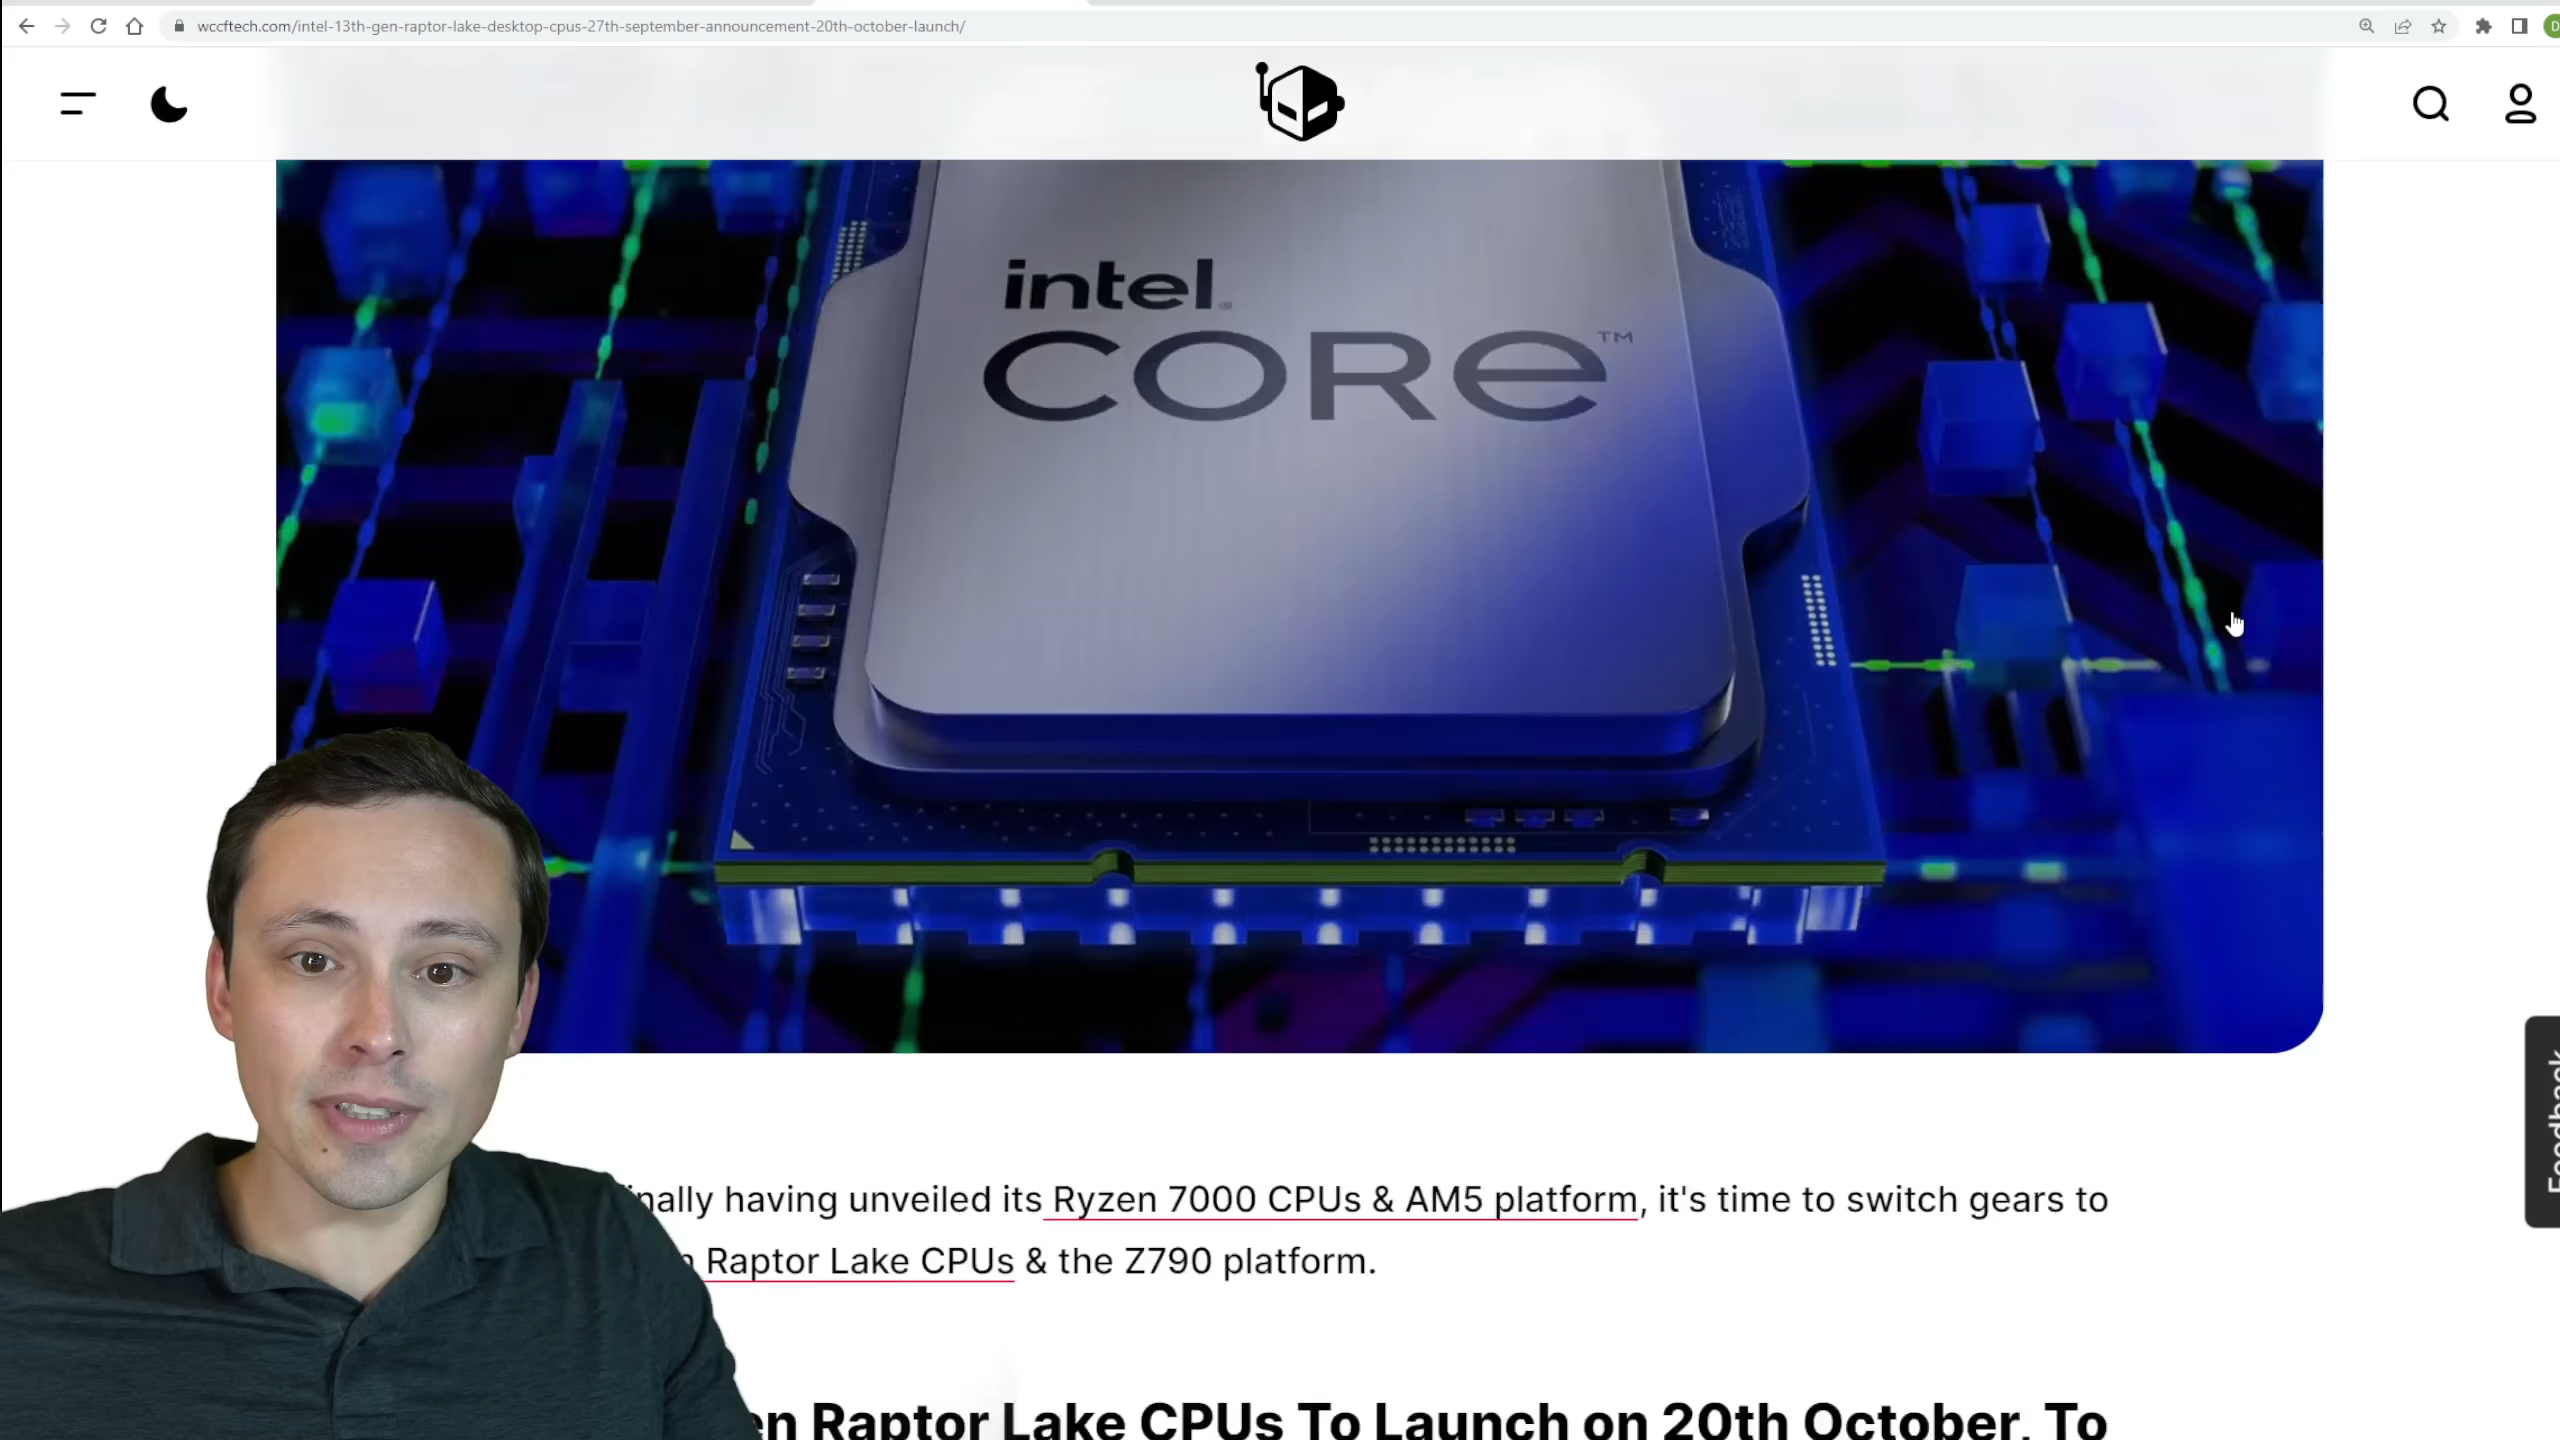 wccftech.com/intel-13th-gen-raptor-lake-desktop-cpus-27th-september-announcement-20th-october-launch/
D
intel®
CORe™
Feedback
nally having unveiled its Ryzen 7000 CPUs & AM5 platform, it's time to switch gears to
n Raptor Lake CPUs & the Z790 platform.
en Raptor Lake CPUs To Launch on 20th October, To